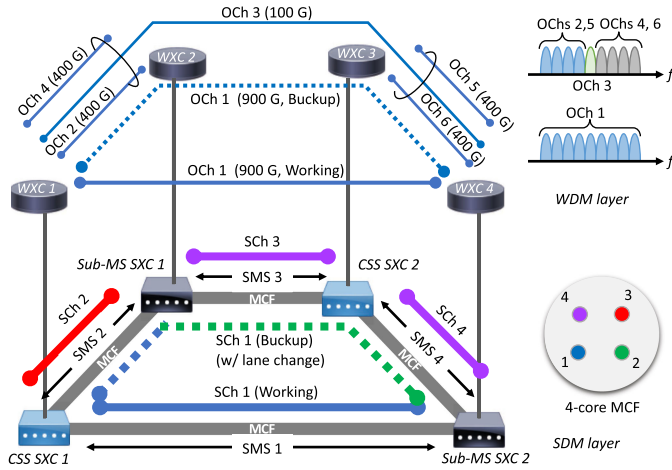 OCh 3 (100 G)
OChs 2,5
OChs 4, 6
OCh 4 (400 G)
WXC 2
WXC 3
OCh 5 (400 G)
f
OCh 3
OCh 2 (400 G)
OCh 1 (900 G, Buckup)
OCh 6 (400 G)
OCh 1
f
OCh 1 (900 G, Working)
WXC 1
WXC 4
WDM layer
SCh 3
Sub-MS SXC 1
CSS SXC 2
SMS 3
MCF
SCh 2
SMS 2
MCF
SCh 1 (Buckup)
(w/ lane change)
SCh 4
SMS 4
MCF
4
3
1
2
SCh 1 (Working)
4-core MCF
MCF
CSS SXC 1
SMS 1
Sub-MS SXC 2
SDM layer